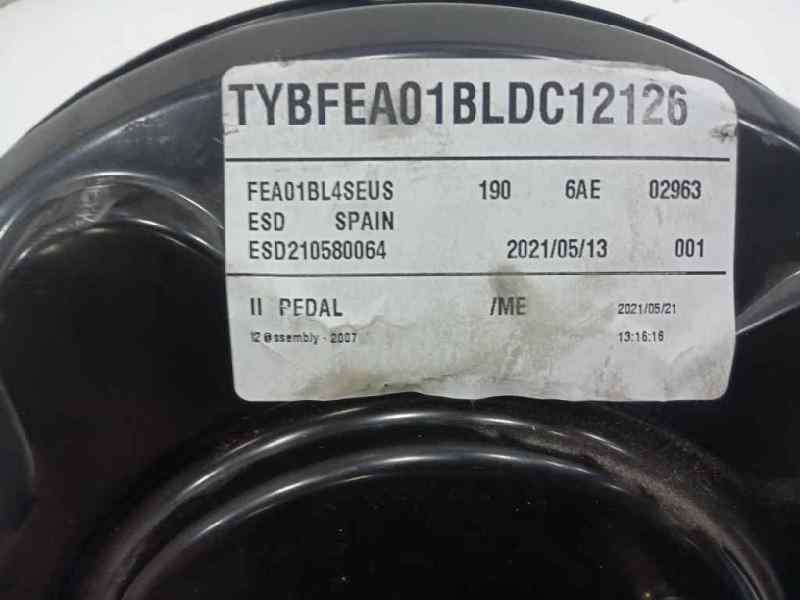 TYBFEA01BLDC12126
FEA01BL4SEUS 190 6AE 02963
ESD SPAIN
ESD210580064 2021/05/13 001
II PEDAL /ME 2021/05/21
12 @ssembly - 2007 13:16:16